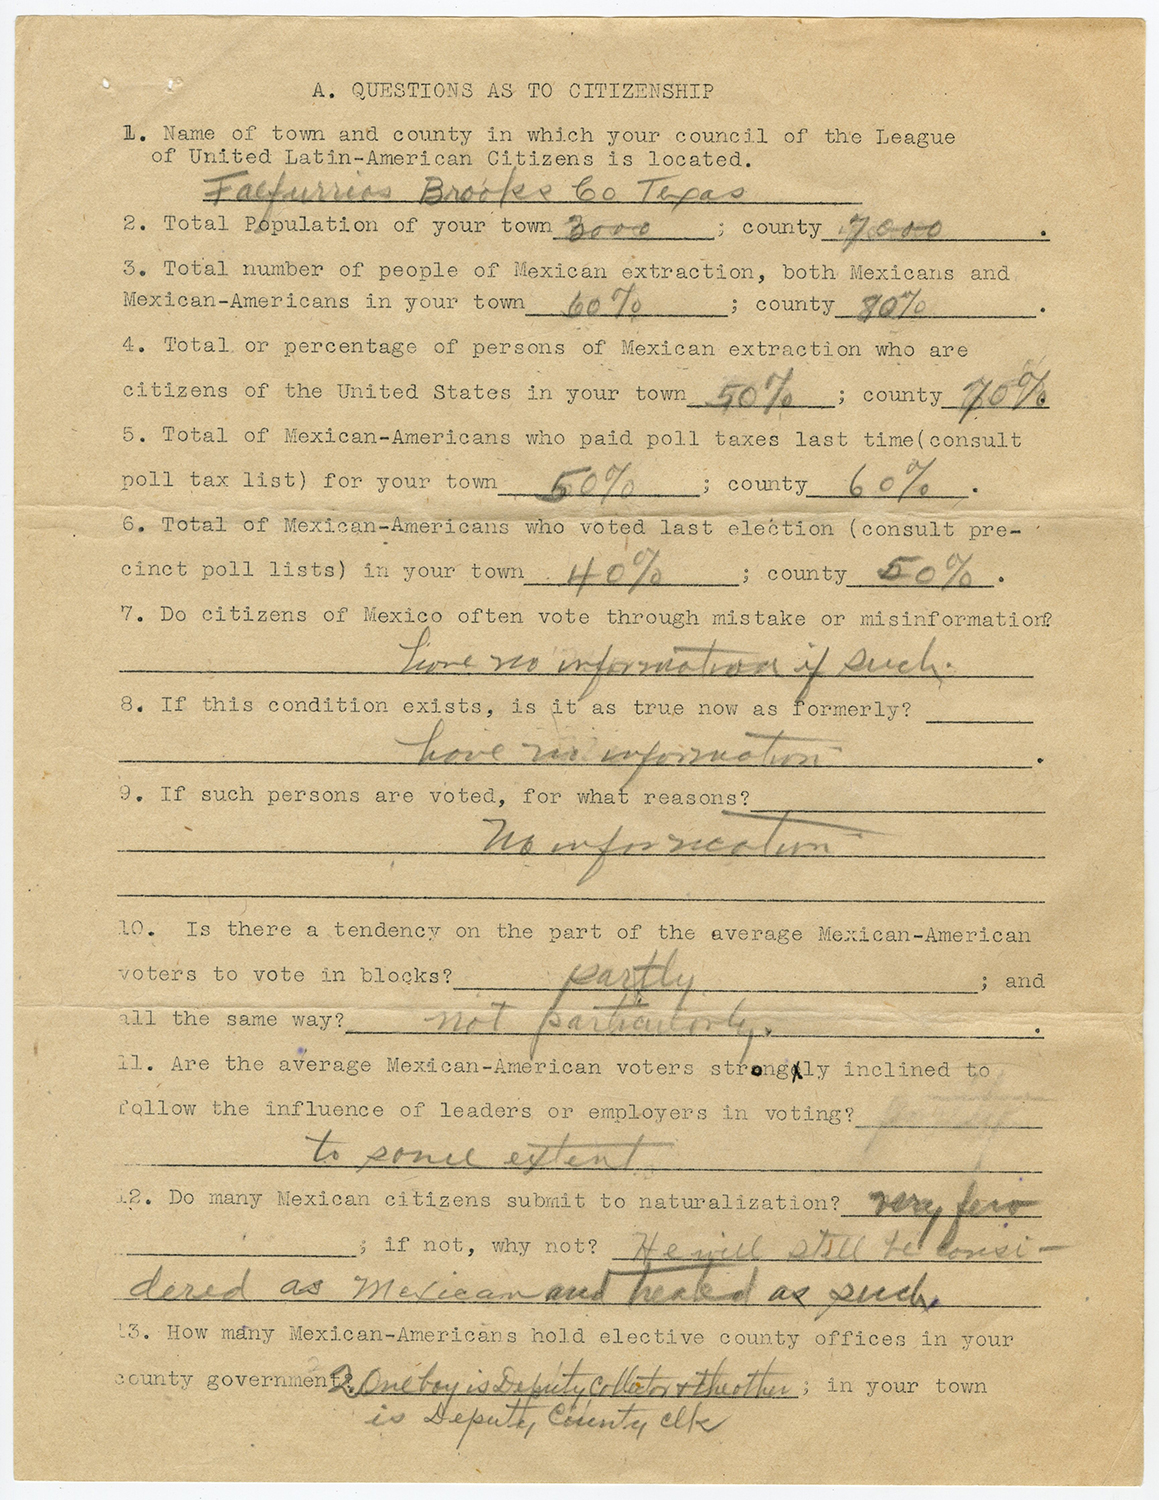 A. QUESTIONS AS TO CITIZENSHIP
1. Name of town and county in which your council of the League
of United Latin-American Citizens is located.
Falfurrias Brooks Co Texas
2. Total Population of your town 3000 ; county 7000 .
3. Total number of people of Mexican extraction, both Mexicans and
Mexican-Americans in your town 60% ; county 80% .
4. Total or percentage of persons of Mexican extraction who are
citizens of the United States in your town 50% ; county 70% .
5. Total of Mexican-Americans who paid poll taxes last time(consult
poll tax list) for your town 50% ; county 60% .
6. Total of Mexican-Americans who voted last election (consult pre-
cinct poll lists) in your town 40% ; county 50% .
7. Do citizens of Mexico often vote through mistake or misinformation?
have no information if such.
8. If this condition exists, is it as true now as formerly?
have no information .
9. If such persons are voted, for what reasons?
No information
10. Is there a tendency on the part of the average Mexican-American
voters to vote in blocks? partly ; and
all the same way? not particularly. .
11. Are the average Mexican-American voters strongly inclined to
follow the influence of leaders or employers in voting?
to some extent
12. Do many Mexican citizens submit to naturalization? very few
; if not, why not? He will still be consi-
dered as Mexican and treated as such.
13. How many Mexican-Americans hold elective county offices in your
county government? 2. One boy is Deputy Collator & the other ; in your town
is Deputy County clk